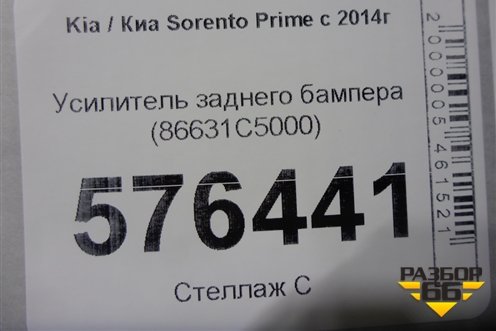 Kia / Киа Sorento Prime с 2014г
Усилитель заднего бампера
(86631C5000)
576441
Стеллаж С
2000005461521
РАЗБОР
66